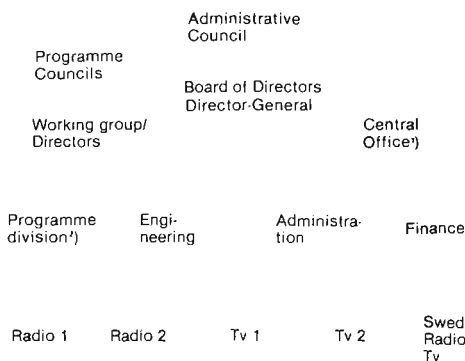 Administrative
Council
Programme
Councils
Board of Directors
Director-General
Working group/
Directors
Central
Office¹)
Programme
division²)
Engi-
neering
Administra-
tion
Finance
Radio 1
Radio 2
Tv 1
Tv 2
Swed
Radio
Tv